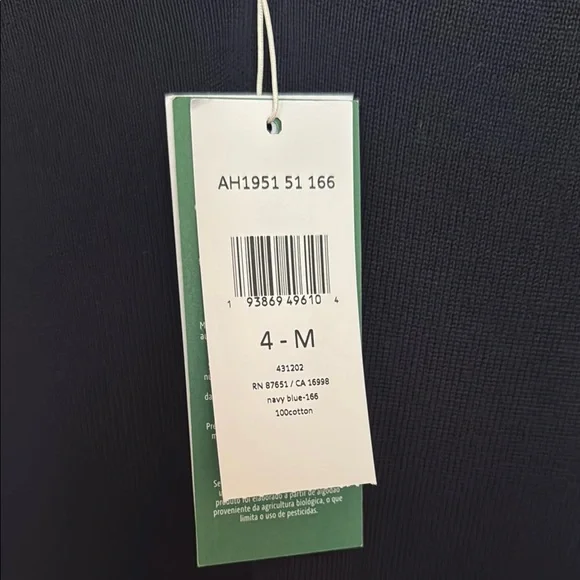 AH1951 51 166
1 93869 49610 4
4 - M
431202
RN 87651 / CA 16998
navy blue-166
100cotton
produto foi elaborado a partir de algodão
proveniente da agricultura biológica, o que
limita o uso de pesticidas.